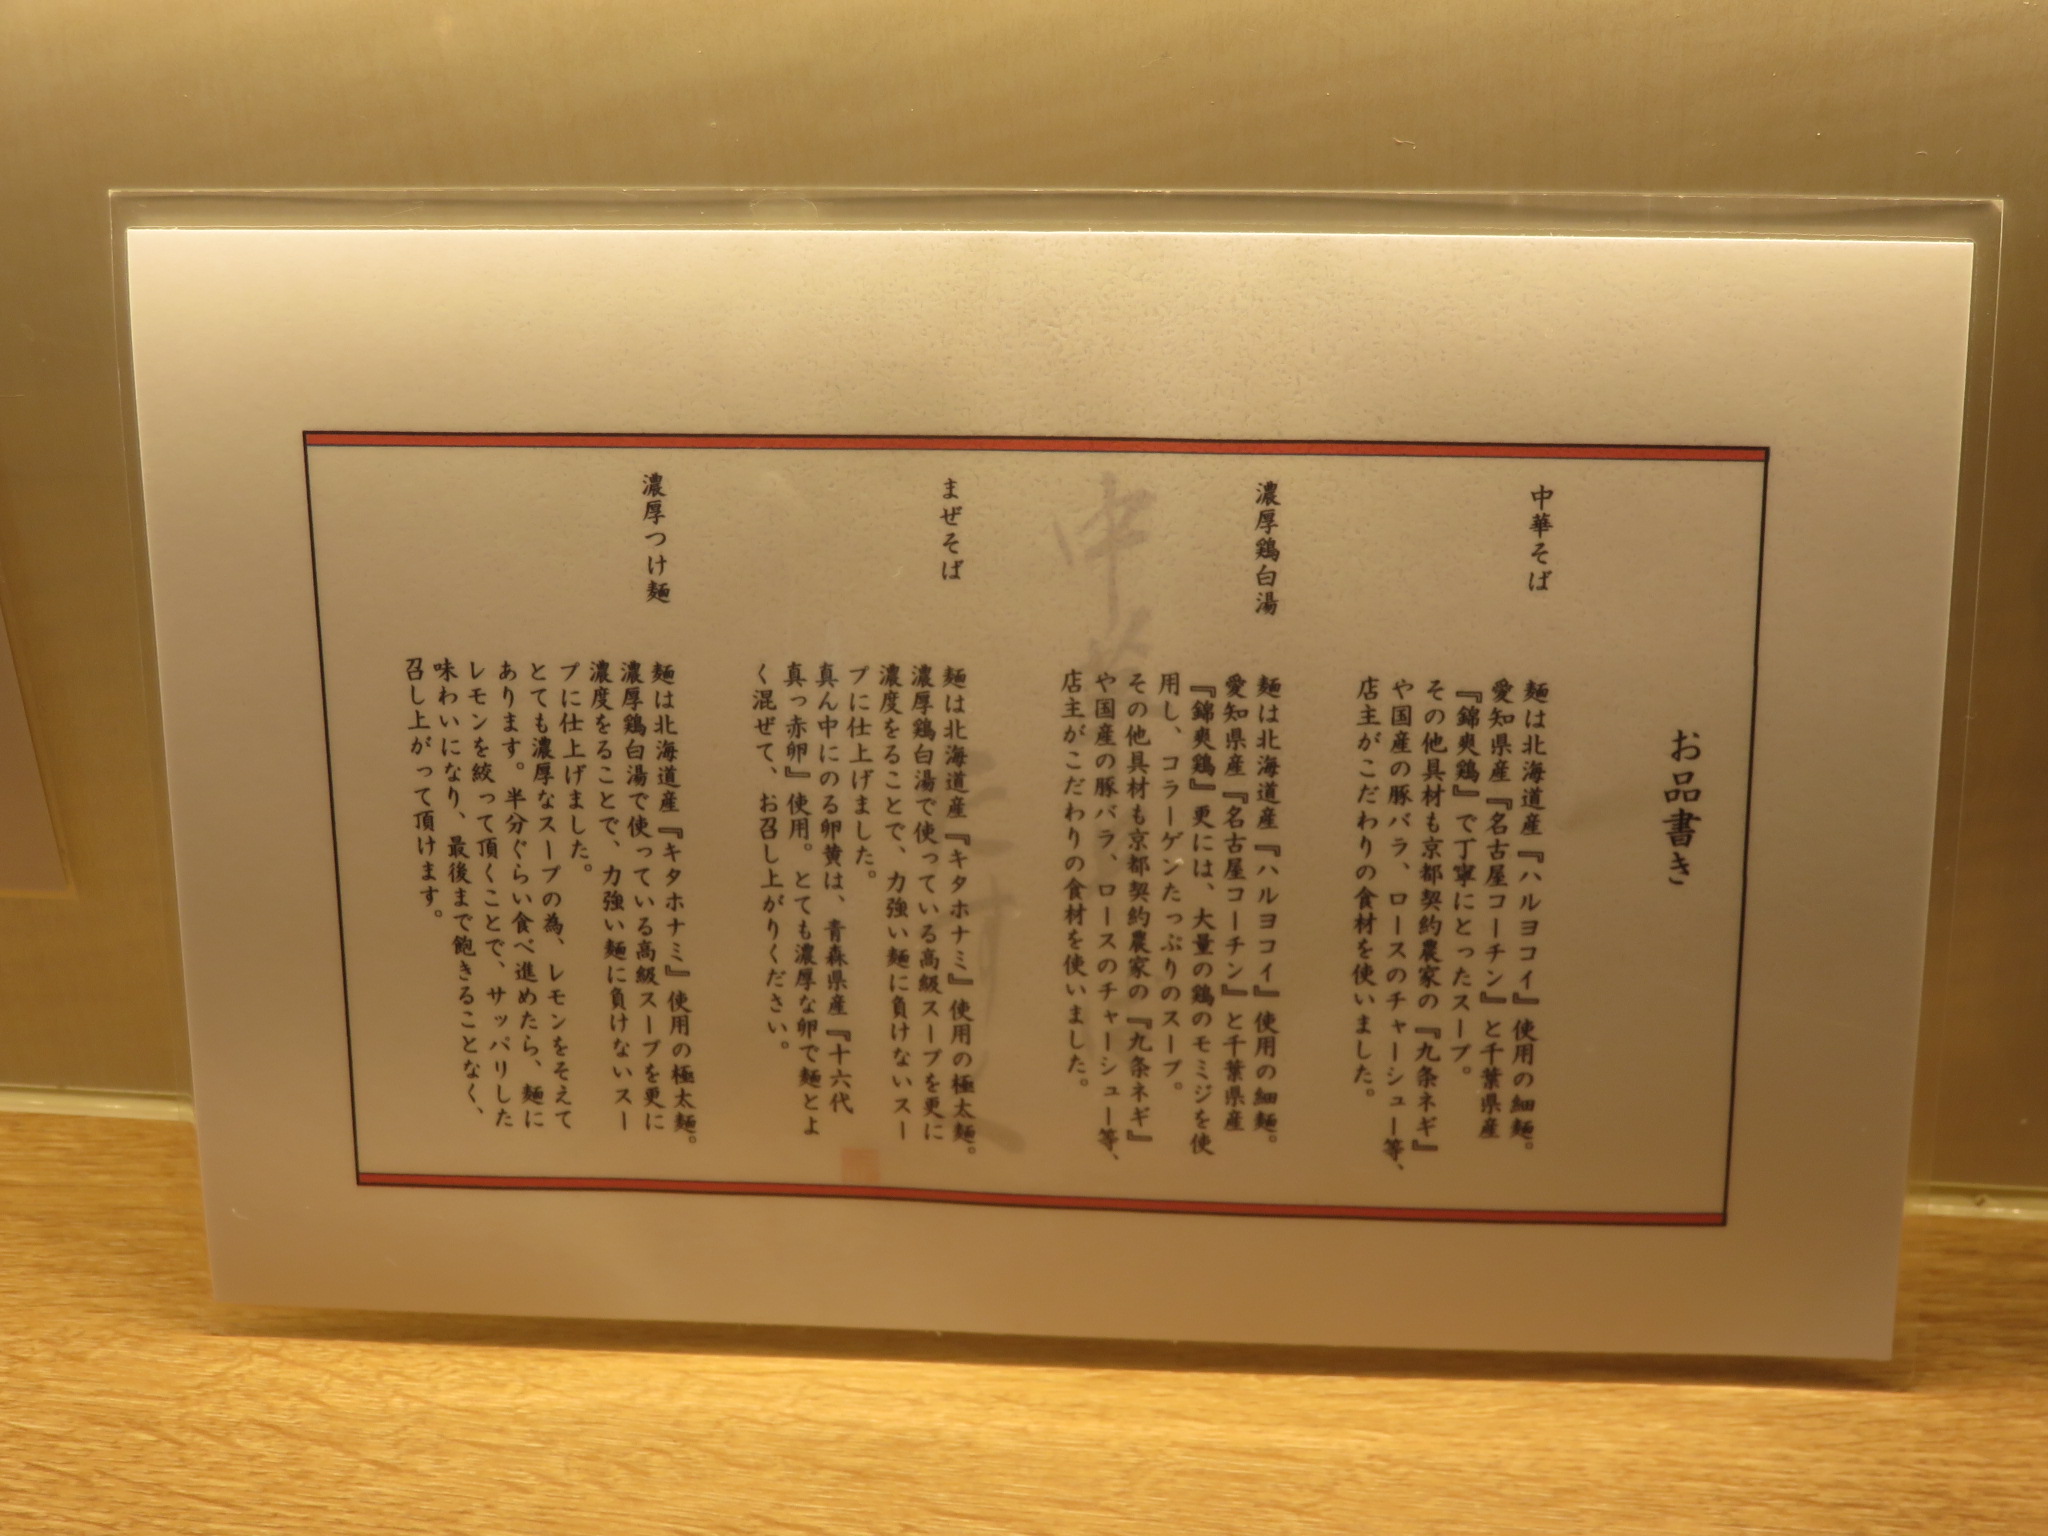 お品書き
中華そば
麺は北海道産『ハルヨコイ』使用の細麺。
愛知県産『名古屋コーチン』と千葉県産
『錦爽鶏』で丁寧にとったスープ。
その他具材も京都契約農家の『九条ネギ』
や国産の豚バラ、ロースのチャーシュー等、
店主がこだわりの食材を使いました。
濃厚鶏白湯
麺は北海道産『ハルヨコイ』使用の細麺。
愛知県産『名古屋コーチン』と千葉県産
『錦爽鶏』更には、大量の鶏のモミジを使
用し、コラーゲンたっぷりのスープ。
その他具材も京都契約農家の『九条ネギ』
や国産の豚バラ、ロースのチャーシュー等、
店主がこだわりの食材を使いました。
まぜそば
麺は北海道産『キタホナミ』使用の極太麺。
濃厚鶏白湯で使っている高級スープを更に
濃度をることで、力強い麺に負けないスー
プに仕上げました。
真ん中にのる卵黄は、青森県産『十六代
真っ赤卵』使用。とても濃厚な卵で麺とよ
く混ぜて、お召し上がりください。
濃厚つけ麺
麺は北海道産『キタホナミ』使用の極太麺。
濃厚鶏白湯で使っている高級スープを更に
濃度をることで、力強い麺に負けないスー
プに仕上げました。
とても濃厚なスープの為、レモンをそえて
あります。半分ぐらい食べ進めたら、麺に
レモンを絞って頂くことで、サッパリした
味わいになり、最後まで飽きることなく、
召し上がって頂けます。